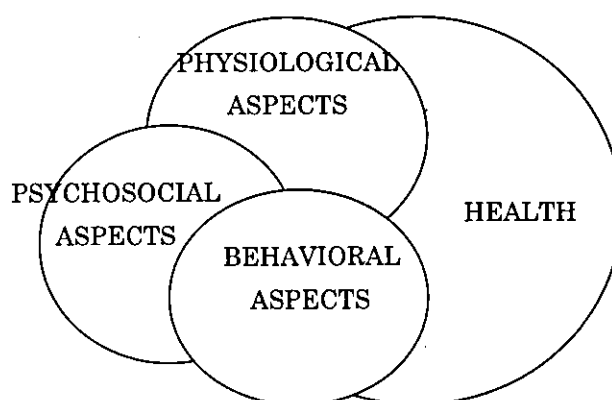 PHYSIOLOGICAL
ASPECTS
PSYCHOSOCIAL
ASPECTS
HEALTH
BEHAVIORAL
ASPECTS